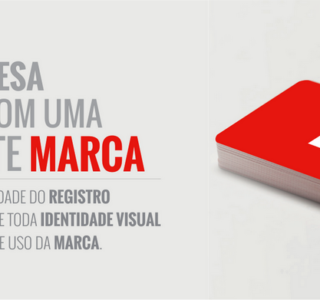 ESA
OM UMA
TE MARCA
DADE DO REGISTRO
E TODA IDENTIDADE VISUAL
E USO DA MARCA.